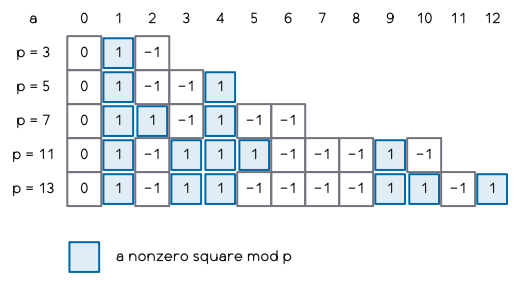 a 0 1 2 3 4 5 6 7 8 9 10 11 12
p = 3 0 1 −1
p = 5 0 1 −1 −1 1
p = 7 0 1 1 −1 1 −1 −1
p = 11 0 1 −1 1 1 1 −1 −1 −1 1 −1
p = 13 0 1 −1 1 1 −1 −1 −1 −1 1 1 −1 1
a nonzero square mod p